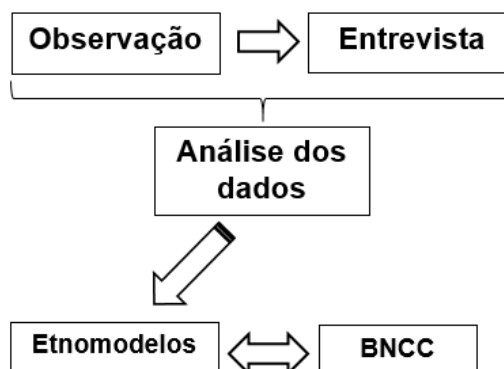 Observação
Entrevista
Análise dos
dados
Etnomodelos
BNCC